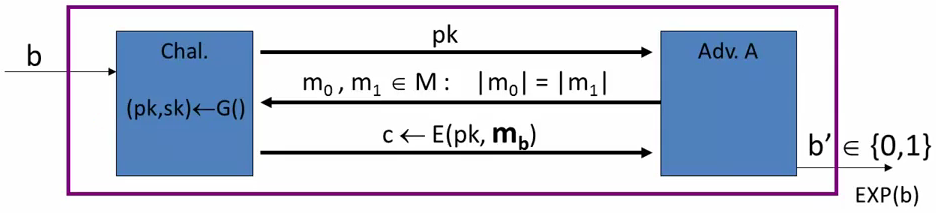 b
Chal.
(pk,sk)←G()
pk
m₀ , m₁ ∈ M :   |m₀| = |m₁|
c ← E(pk, m_b)
Adv. A
b’ ∈ {0,1}
EXP(b)